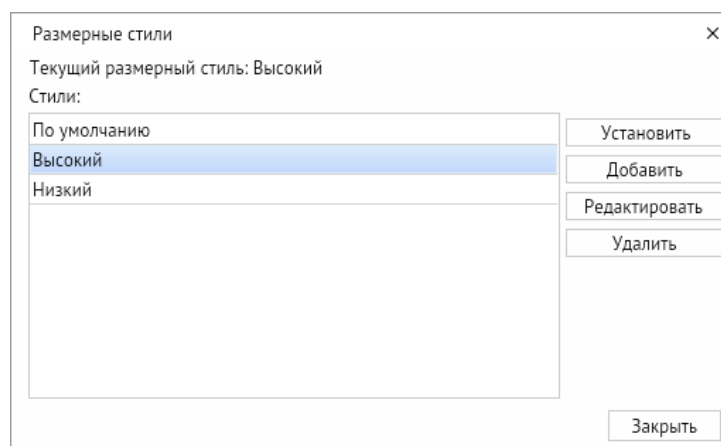 Размерные стили
Текущий размерный стиль: Высокий
Стили:
По умолчанию
Высокий
Низкий
Установить
Добавить
Редактировать
Удалить
Закрыть